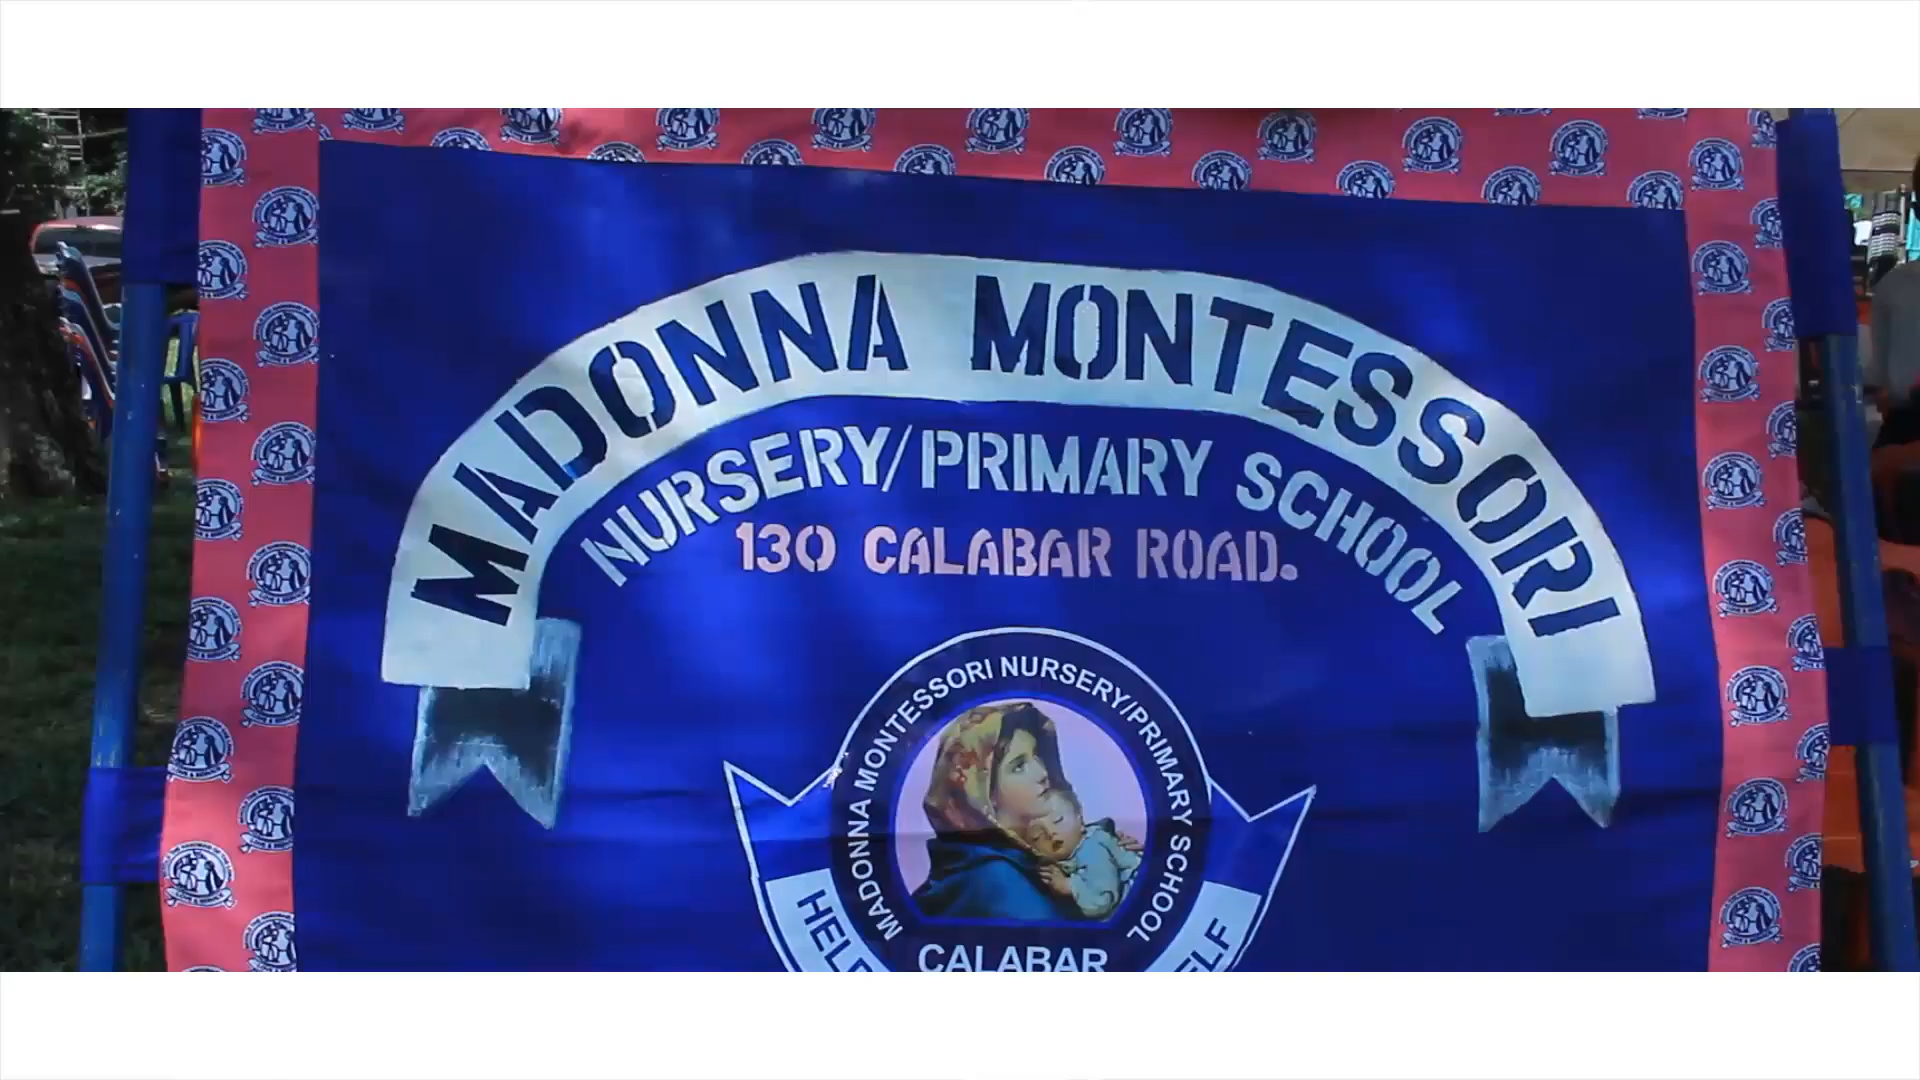 MADONNA MONTESSORI
NURSERY/PRIMARY SCHOOL
130 CALABAR ROAD.
MADONNA MONTESSORI NURSERY/PRIMARY SCHOOL
CALABAR